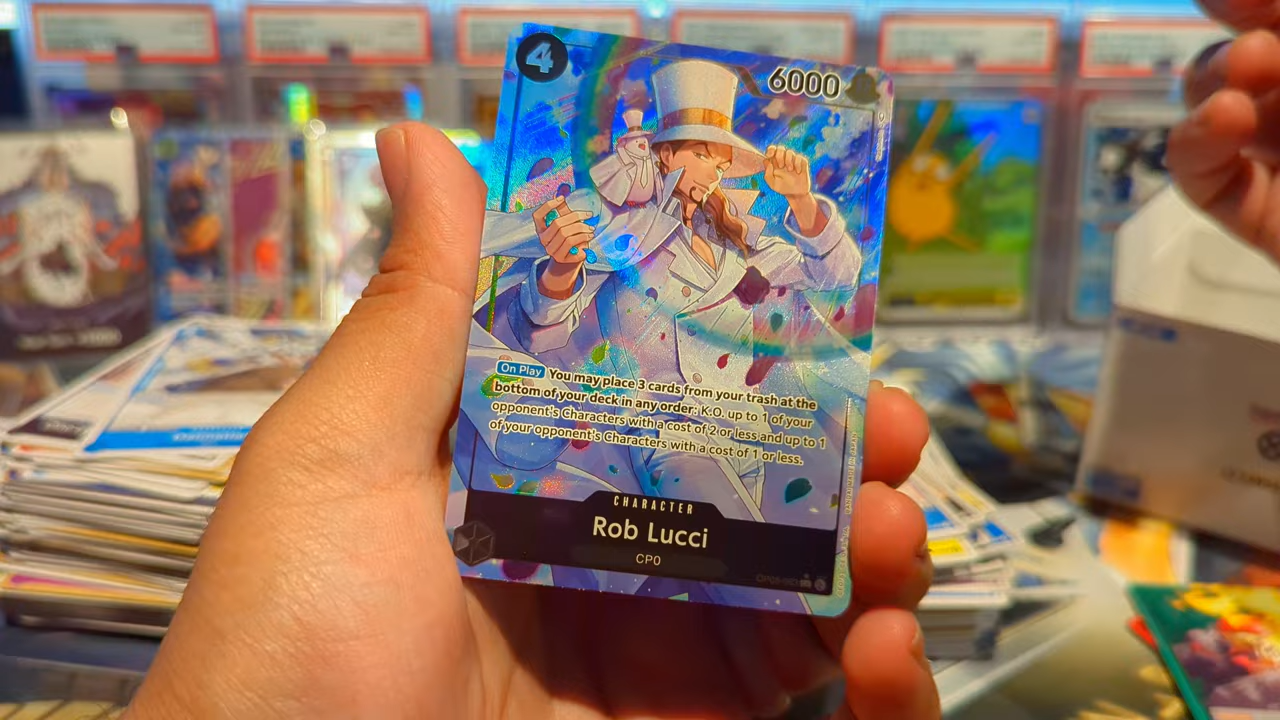 4
6000
On Play You may place 3 cards from your trash at the
bottom of your deck in any order: K.O. up to 1 of your
opponent's Characters with a cost of 2 or less and up to 1
of your opponent's Characters with a cost of 1 or less.
CHARACTER
Rob Lucci
CP0